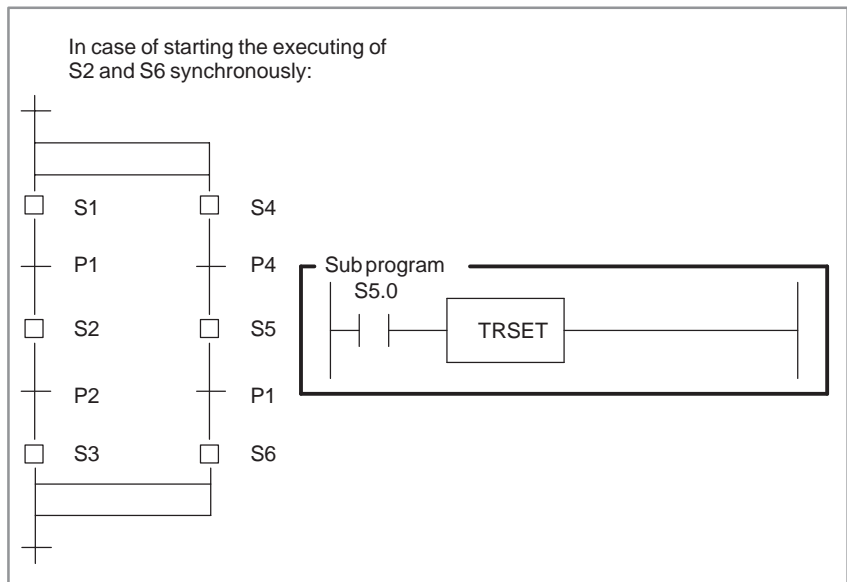 In case of starting the executing of
S2 and S6 synchronously:
S1 S4
P1 P4 Sub program
S5.0
S2 S5 TRSET
P2 P1
S3 S6